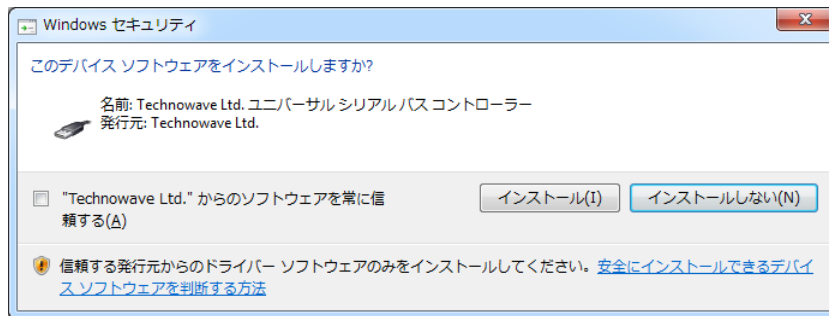 Windows セキュリティ
このデバイス ソフトウェアをインストールしますか?
名前: Technowave Ltd. ユニバーサル シリアル バス コントローラー
発行元: Technowave Ltd.
"Technowave Ltd." からのソフトウェアを常に信
頼する(A)
インストール(I)
インストールしない(N)
信頼する発行元からのドライバー ソフトウェアのみをインストールしてください。安全にインストールできるデバイ
ス ソフトウェアを判断する方法